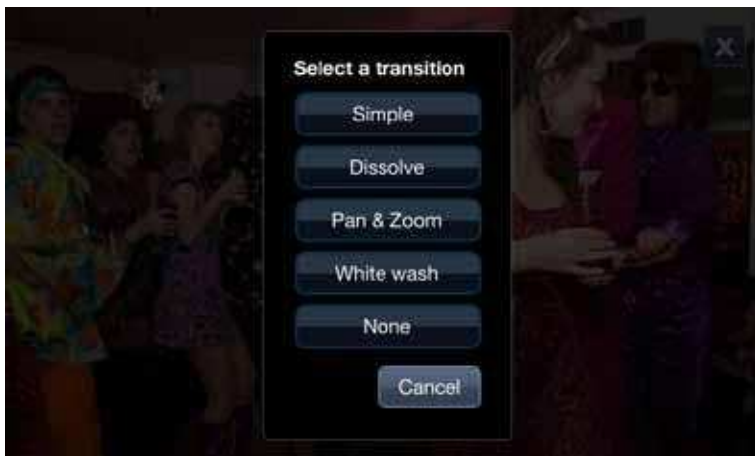 Select a transition
Simple
Dissolve
Pan & Zoom
White wash
None
Cancel
X